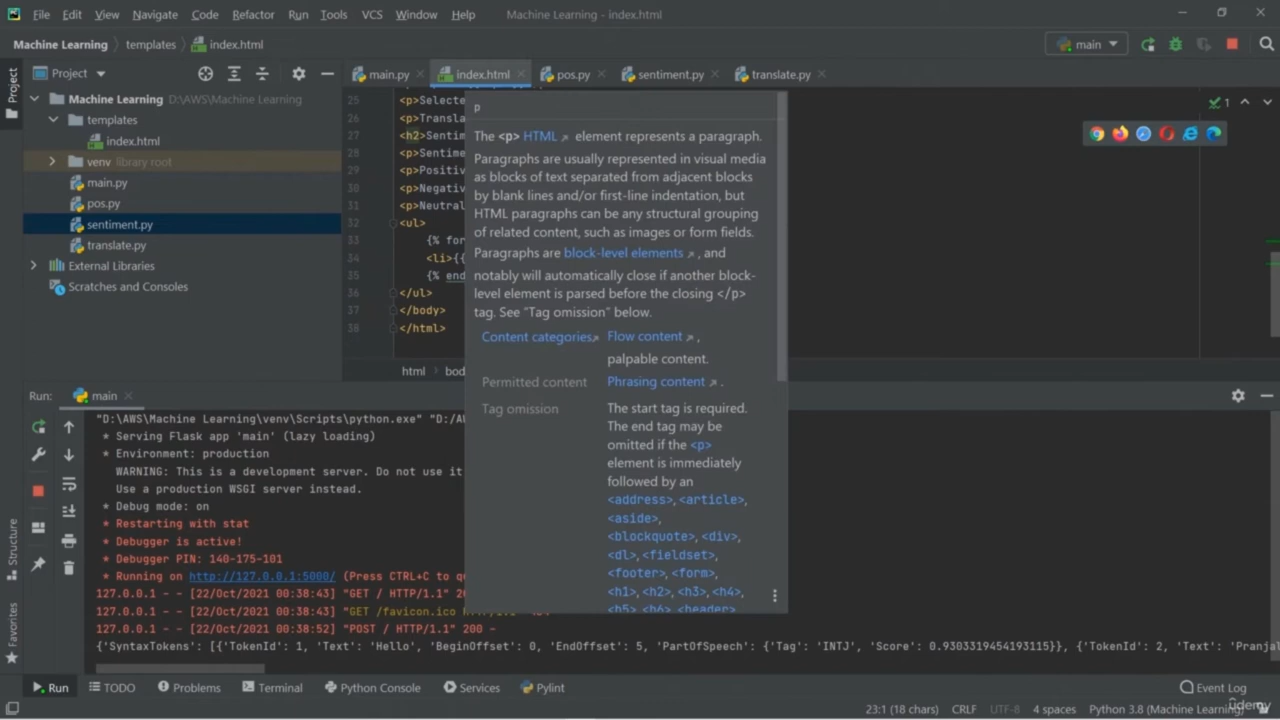 File Edit View Navigate Code Refactor Run Tools VCS Window Help Machine Learning - index.html
Machine Learning templates index.html main
Project main.py index.html pos.py sentiment.py translate.py
Machine Learning D:\AWS\Machine Learning
templates
index.html
venv library root
main.py
pos.py
sentiment.py
translate.py
External Libraries
Scratches and Consoles
Project
25 <p>Selecte
26 <p>Transla
27 <h2>Sentim
28 <p>Sentime
29 <p>Positiv
30 <p>Negativ
31 <p>Neutral
32 <ul>
33 {% for
34 <li>{{
35 {% end
36 </ul>
37 </body>
38 </html>
html body
1
p
The <p> HTML element represents a paragraph.
Paragraphs are usually represented in visual media
as blocks of text separated from adjacent blocks
by blank lines and/or first-line indentation, but
HTML paragraphs can be any structural grouping
of related content, such as images or form fields.
Paragraphs are block-level elements , and
notably will automatically close if another block-
level element is parsed before the closing </p>
tag. See "Tag omission" below.
Content categories Flow content ,
palpable content.
Permitted content Phrasing content .
Tag omission The start tag is required.
The end tag may be
omitted if the <p>
element is immediately
followed by an
<address>, <article>,
<aside>,
<blockquote>, <div>,
<dl>, <fieldset>,
<footer>, <form>,
<h1>, <h2>, <h3>, <h4>,
<h5>, <h6>, <header>,
Run: main
"D:\AWS\Machine Learning\venv\Scripts\python.exe" "D:/A
* Serving Flask app 'main' (lazy loading)
* Environment: production
WARNING: This is a development server. Do not use it
Use a production WSGI server instead.
* Debug mode: on
* Restarting with stat
* Debugger is active!
* Debugger PIN: 140-175-101
* Running on http://127.0.0.1:5000/ (Press CTRL+C to qu
127.0.0.1 - - [22/Oct/2021 00:38:43] "GET / HTTP/1.1" 20
127.0.0.1 - - [22/Oct/2021 00:38:43] "GET /favicon.ico
127.0.0.1 - - [22/Oct/2021 00:38:52] "POST / HTTP/1.1" 200 -
{'SyntaxTokens': [{'TokenId': 1, 'Text': 'Hello', 'BeginOffset': 0, 'EndOffset': 5, 'PartOfSpeech': {'Tag': 'INTJ', 'Score': 0.9303319454193115}}, {'TokenId': 2, 'Text': 'Pranjal
Structure
Favorites
Run TODO Problems Terminal Python Console Services Pylint Event Log
23:1 (18 chars) CRLF UTF-8 4 spaces Python 3.8 (Machine Learning)
udemy